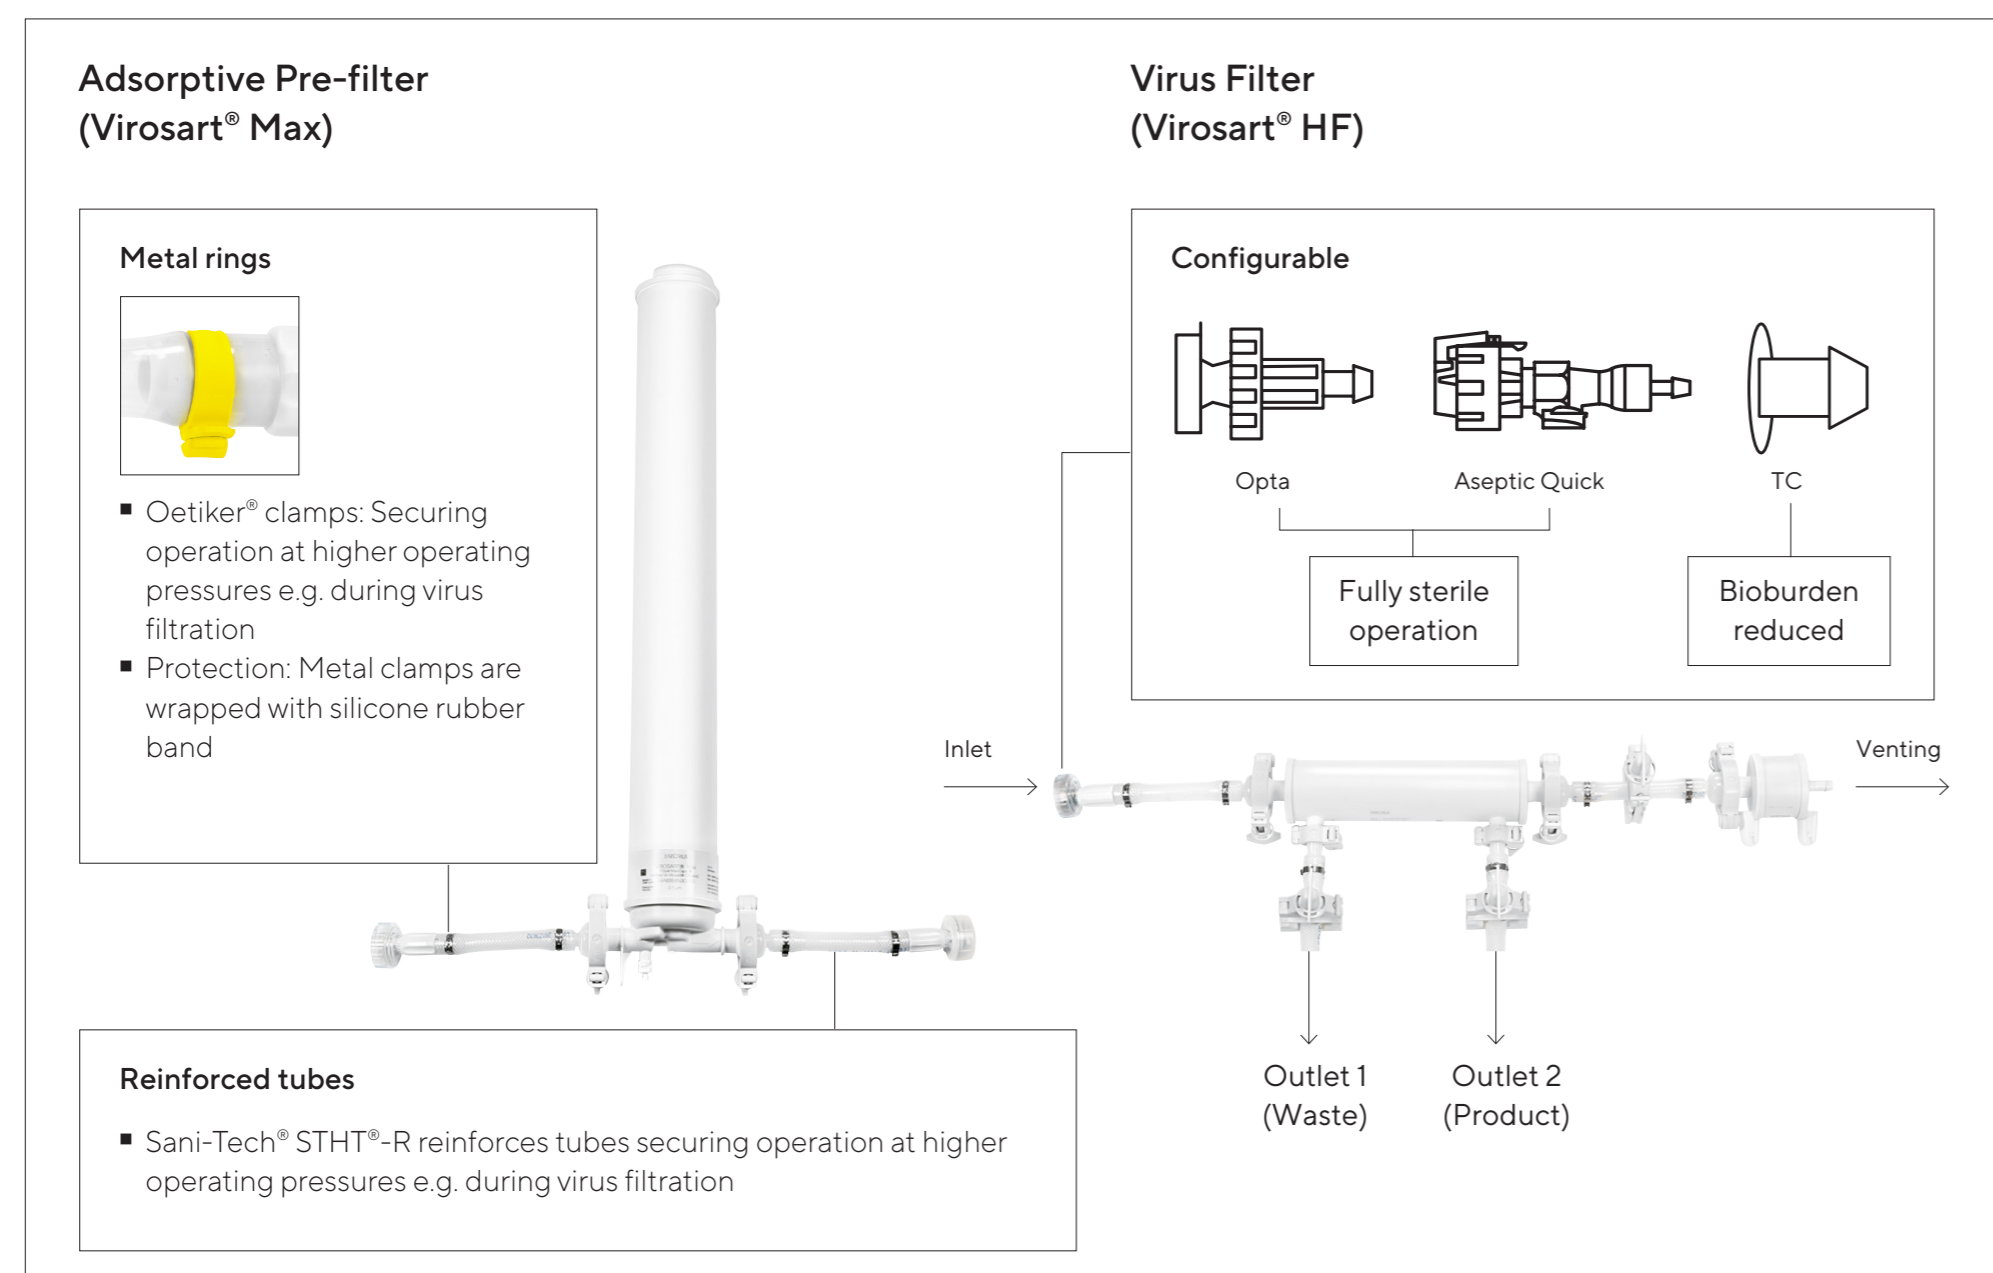 Adsorptive Pre-filter
(Virosart® Max)
Virus Filter
(Virosart® HF)
Metal rings
■ Oetiker® clamps: Securing
operation at higher operating
pressures e.g. during virus
filtration
■ Protection: Metal clamps are
wrapped with silicone rubber
band
Configurable
Opta
Aseptic Quick
TC
Fully sterile
operation
Bioburden
reduced
Inlet
Venting
Outlet 1
(Waste)
Outlet 2
(Product)
Reinforced tubes
■ Sani-Tech® STHT®-R reinforces tubes securing operation at higher
operating pressures e.g. during virus filtration